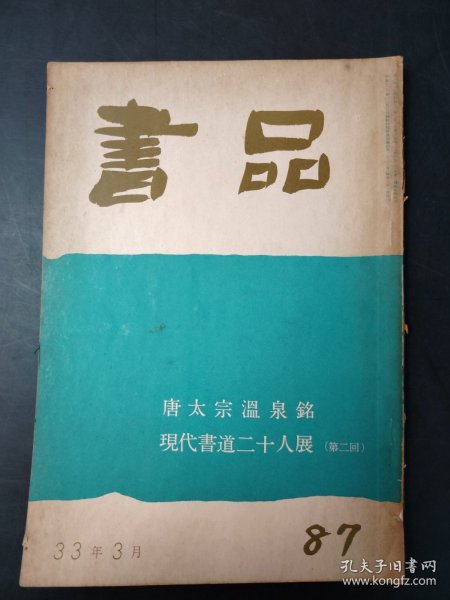 書品
唐太宗溫泉銘
現代書道二十人展（第二回）
33年3月
87
孔夫子旧书网
www.kongfz.com